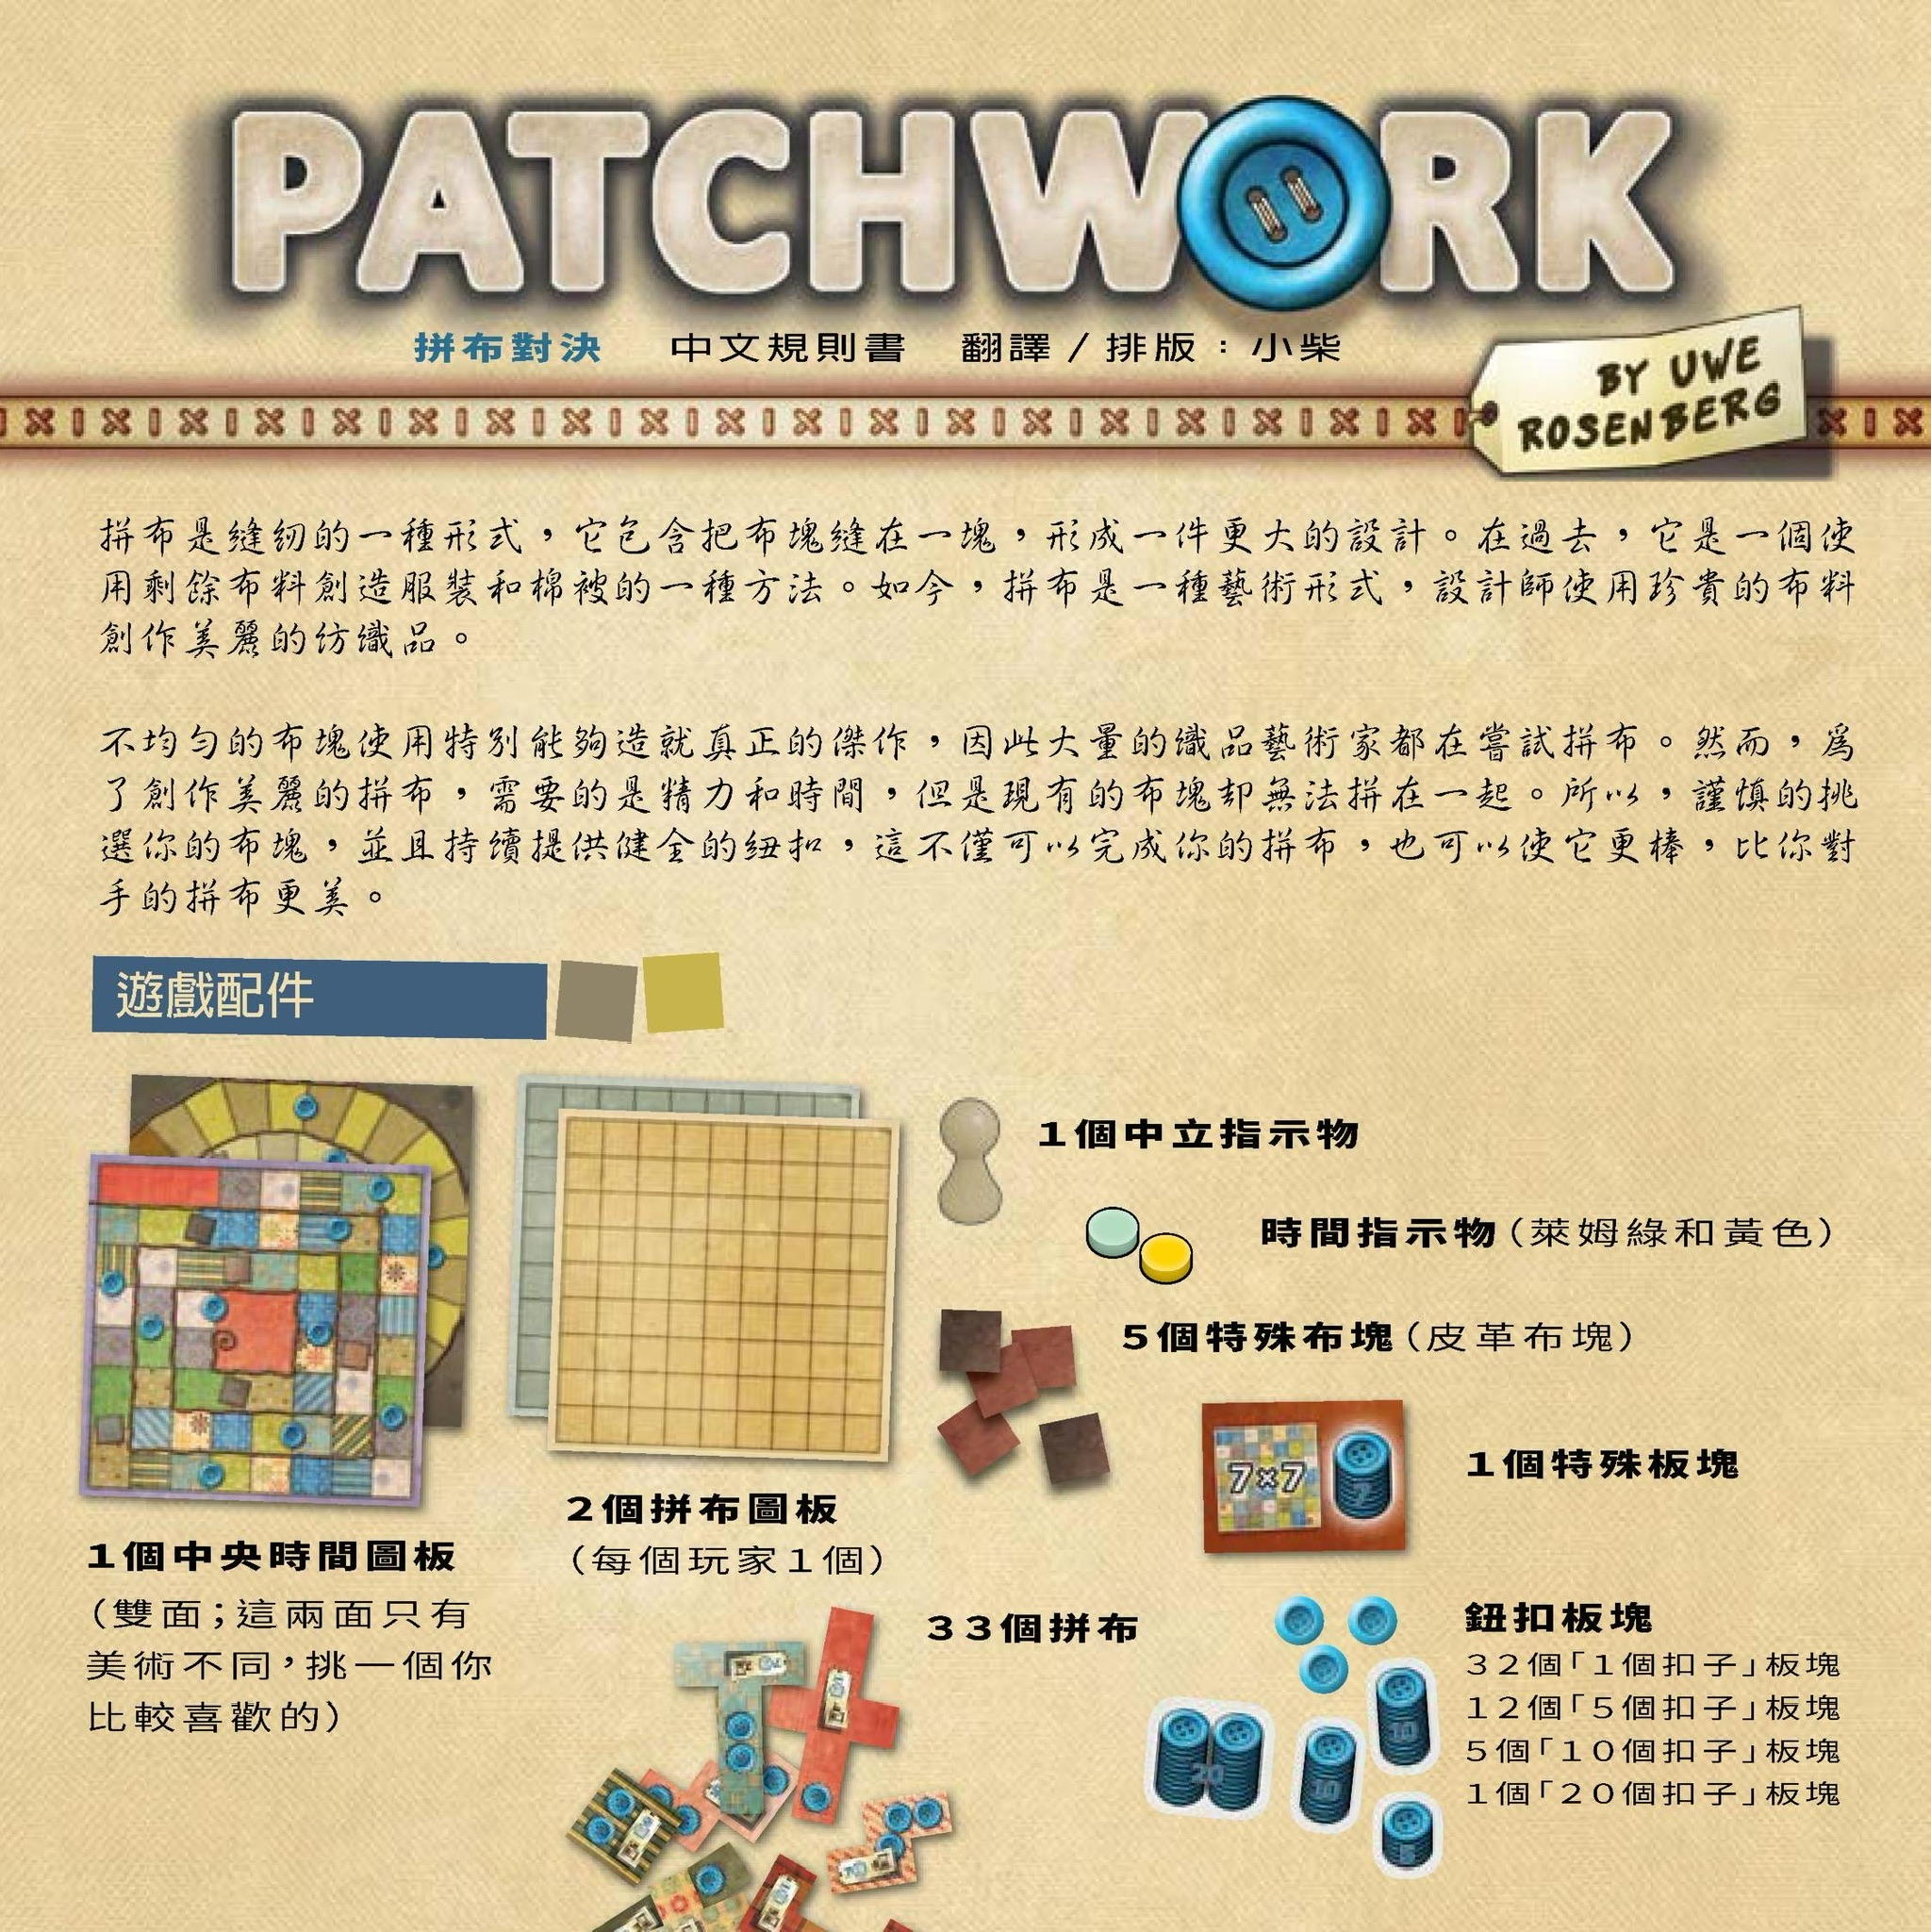 PATCHWORK
拼布對決 中文規則書 翻譯/排版：小柴
BY UWE
ROSENBERG
拼布是縫紉的一種形式，它包含把布塊縫在一塊，形成一件更大的設計。在過去，它是一個使
用剩餘布料創造服裝和棉被的一種方法。如今，拼布是一種藝術形式，設計師使用珍貴的布料
創作美麗的紡織品。
不均勻的布塊使用特別能夠造就真正的傑作，因此大量的織品藝術家都在嘗試拼布。然而，為
了創作美麗的拼布，需要的是精力和時間，但是現有的布塊卻無法拼在一起。所以，謹慎的挑
選你的布塊，並且持續提供健全的紐扣，這不僅可以完成你的拼布，也可以使它更棒，比你對
手的拼布更美。
遊戲配件
1個中立指示物
時間指示物（萊姆綠和黃色）
5個特殊布塊（皮革布塊）
7×7
7
1個特殊板塊
2個拼布圖板
（每個玩家1個）
1個中央時間圖板
（雙面；這兩面只有
美術不同，挑一個你
比較喜歡的）
33個拼布
鈕扣板塊
32個「1個扣子」板塊
12個「5個扣子」板塊
5個「10個扣子」板塊
1個「20個扣子」板塊
20
10
10
5